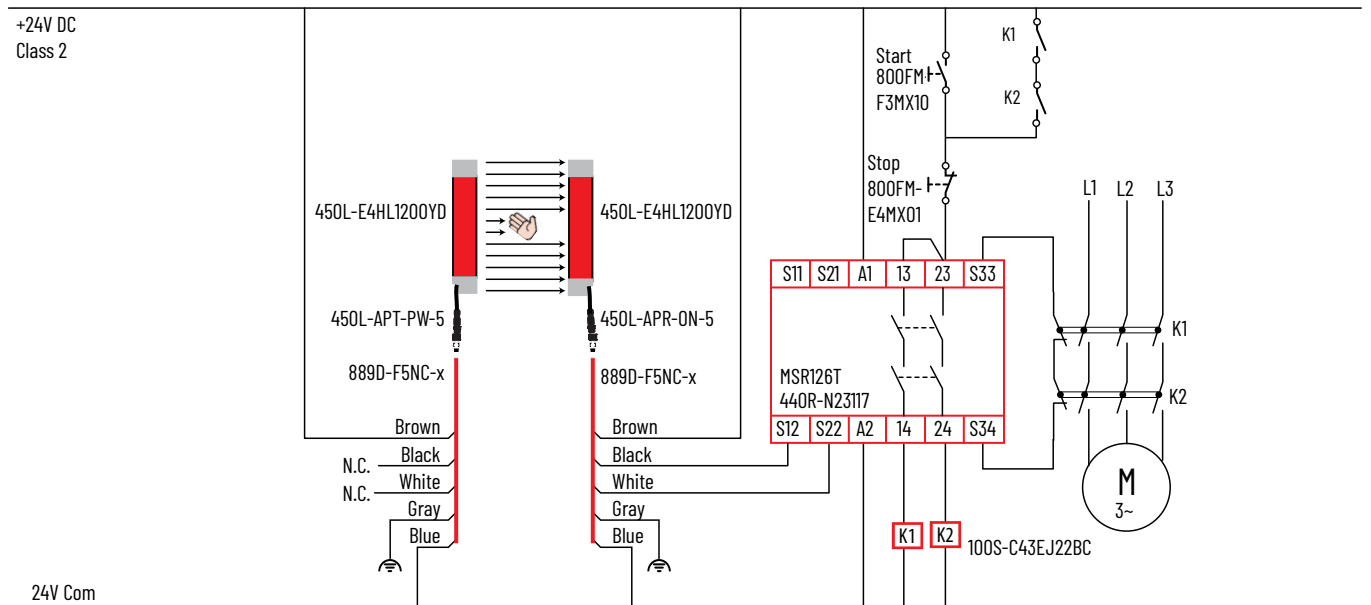 +24V DC
Class 2
K1
Start
800FM-
F3MX10
K2
Stop
800FM-
E4MX01
L1 L2 L3
450L-E4HL1200YD
450L-E4HL1200YD
S11 S21 A1 13 23 S33
450L-APT-PW-5
450L-APR-ON-5
K1
889D-F5NC-x
889D-F5NC-x
MSR126T
440R-N23117
K2
S12 S22 A2 14 24 S34
Brown
Brown
Black
Black
N.C.
White
White
N.C.
Gray
Gray
Blue
Blue
M
3~
K1 K2
100S-C43EJ22BC
24V Com